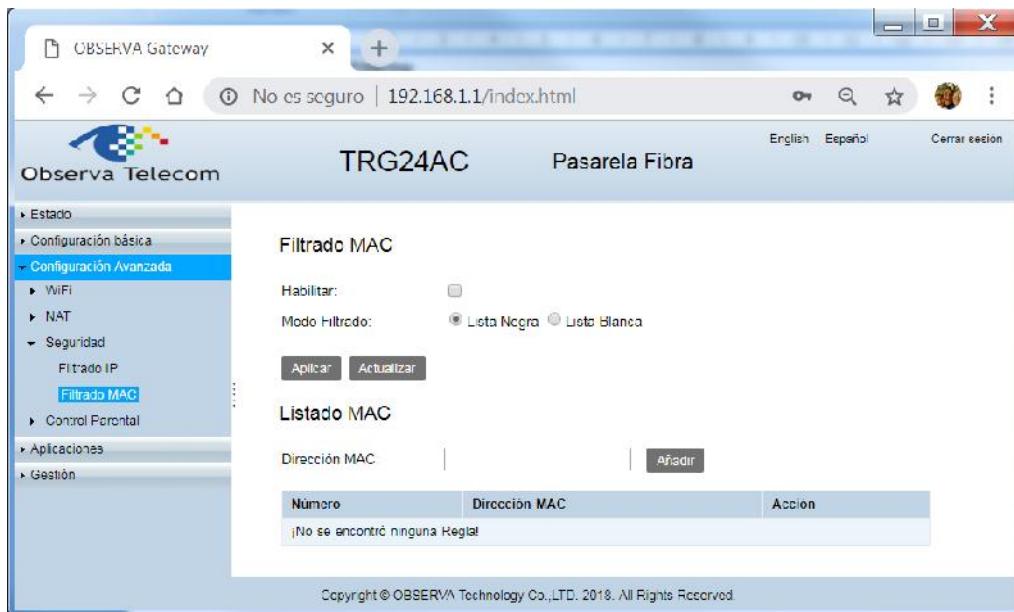 OBSERVA Gateway
No es seguro | 192.168.1.1/index.html
Observa Telecom
TRG24AC
Pasarela Fibra
English Español
Cerrar sesion
Estado
Configuración básica
Configuración Avanzada
WiFi
NAT
Seguridad
Filtrado IP
Filtrado MAC
Control Parental
Aplicaciones
Gestión
Filtrado MAC
Habilitar:
Modo Filtrado: Lista Negra Lista Blanca
Aplicar Actualizar
Listado MAC
Dirección MAC Añadir
Número Dirección MAC Acción
¡No se encontró ninguna Regla!
Copyright © OBSERVA Technology Co.,LTD. 2018. All Rights Reserved.